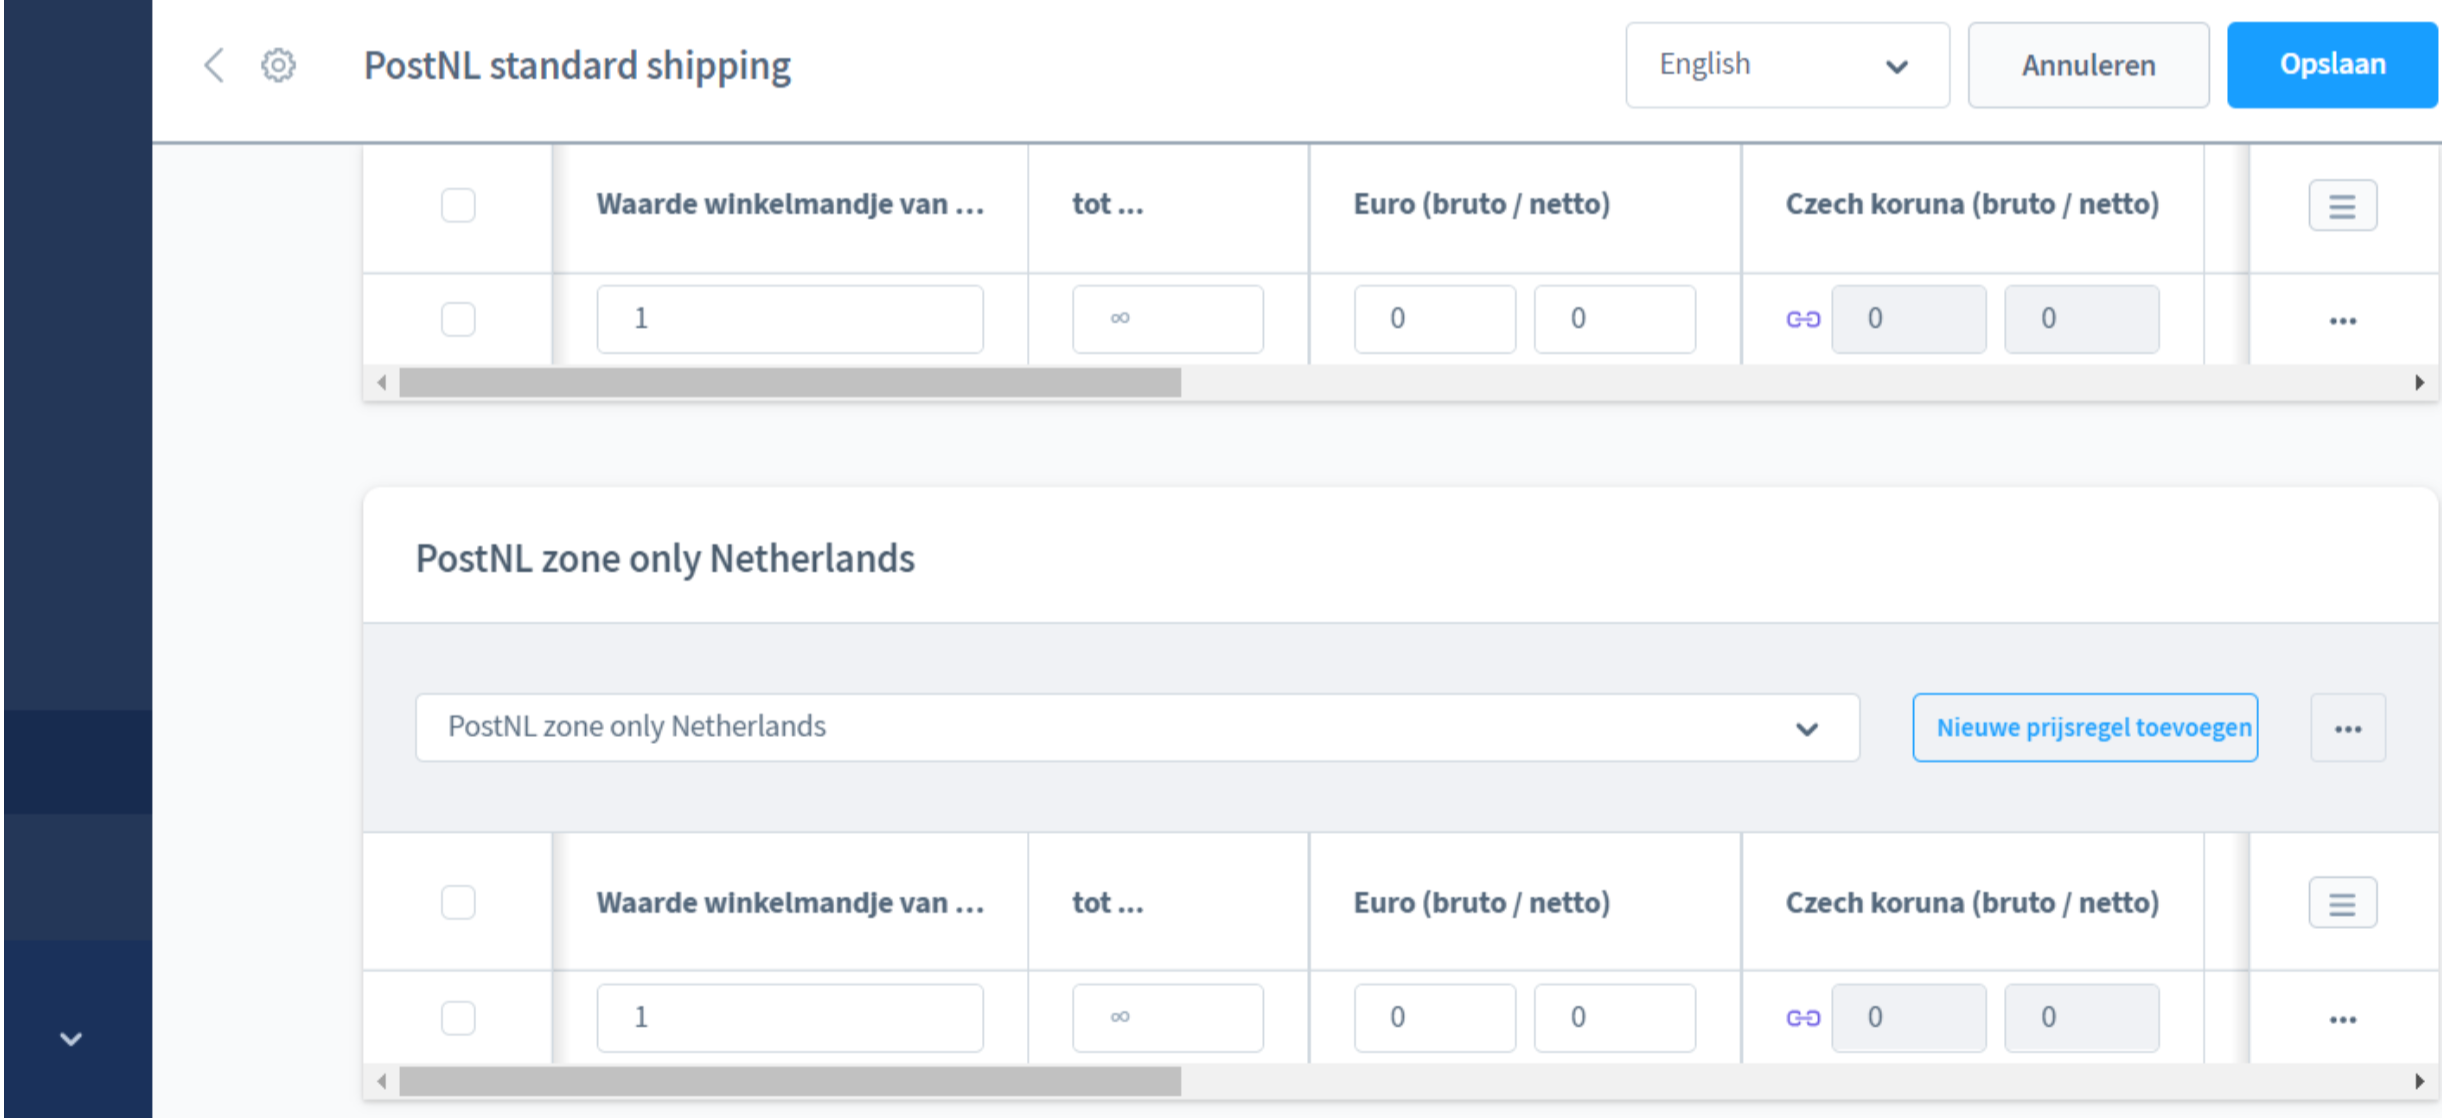 PostNL standard shipping English Annuleren Opslaan
Waarde winkelmandje van ... tot ... Euro (bruto / netto) Czech koruna (bruto / netto)
1 ∞ 0 0 0 0 ...
PostNL zone only Netherlands
PostNL zone only Netherlands Nieuwe prijsregel toevoegen ...
Waarde winkelmandje van ... tot ... Euro (bruto / netto) Czech koruna (bruto / netto)
1 ∞ 0 0 0 0 ...